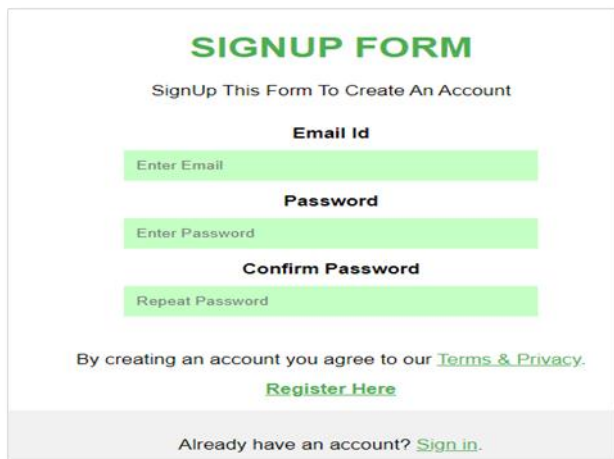 SIGNUP FORM
SignUp This Form To Create An Account
Email Id
Enter Email
Password
Enter Password
Confirm Password
Repeat Password
By creating an account you agree to our Terms & Privacy.
Register Here
Already have an account? Sign in.